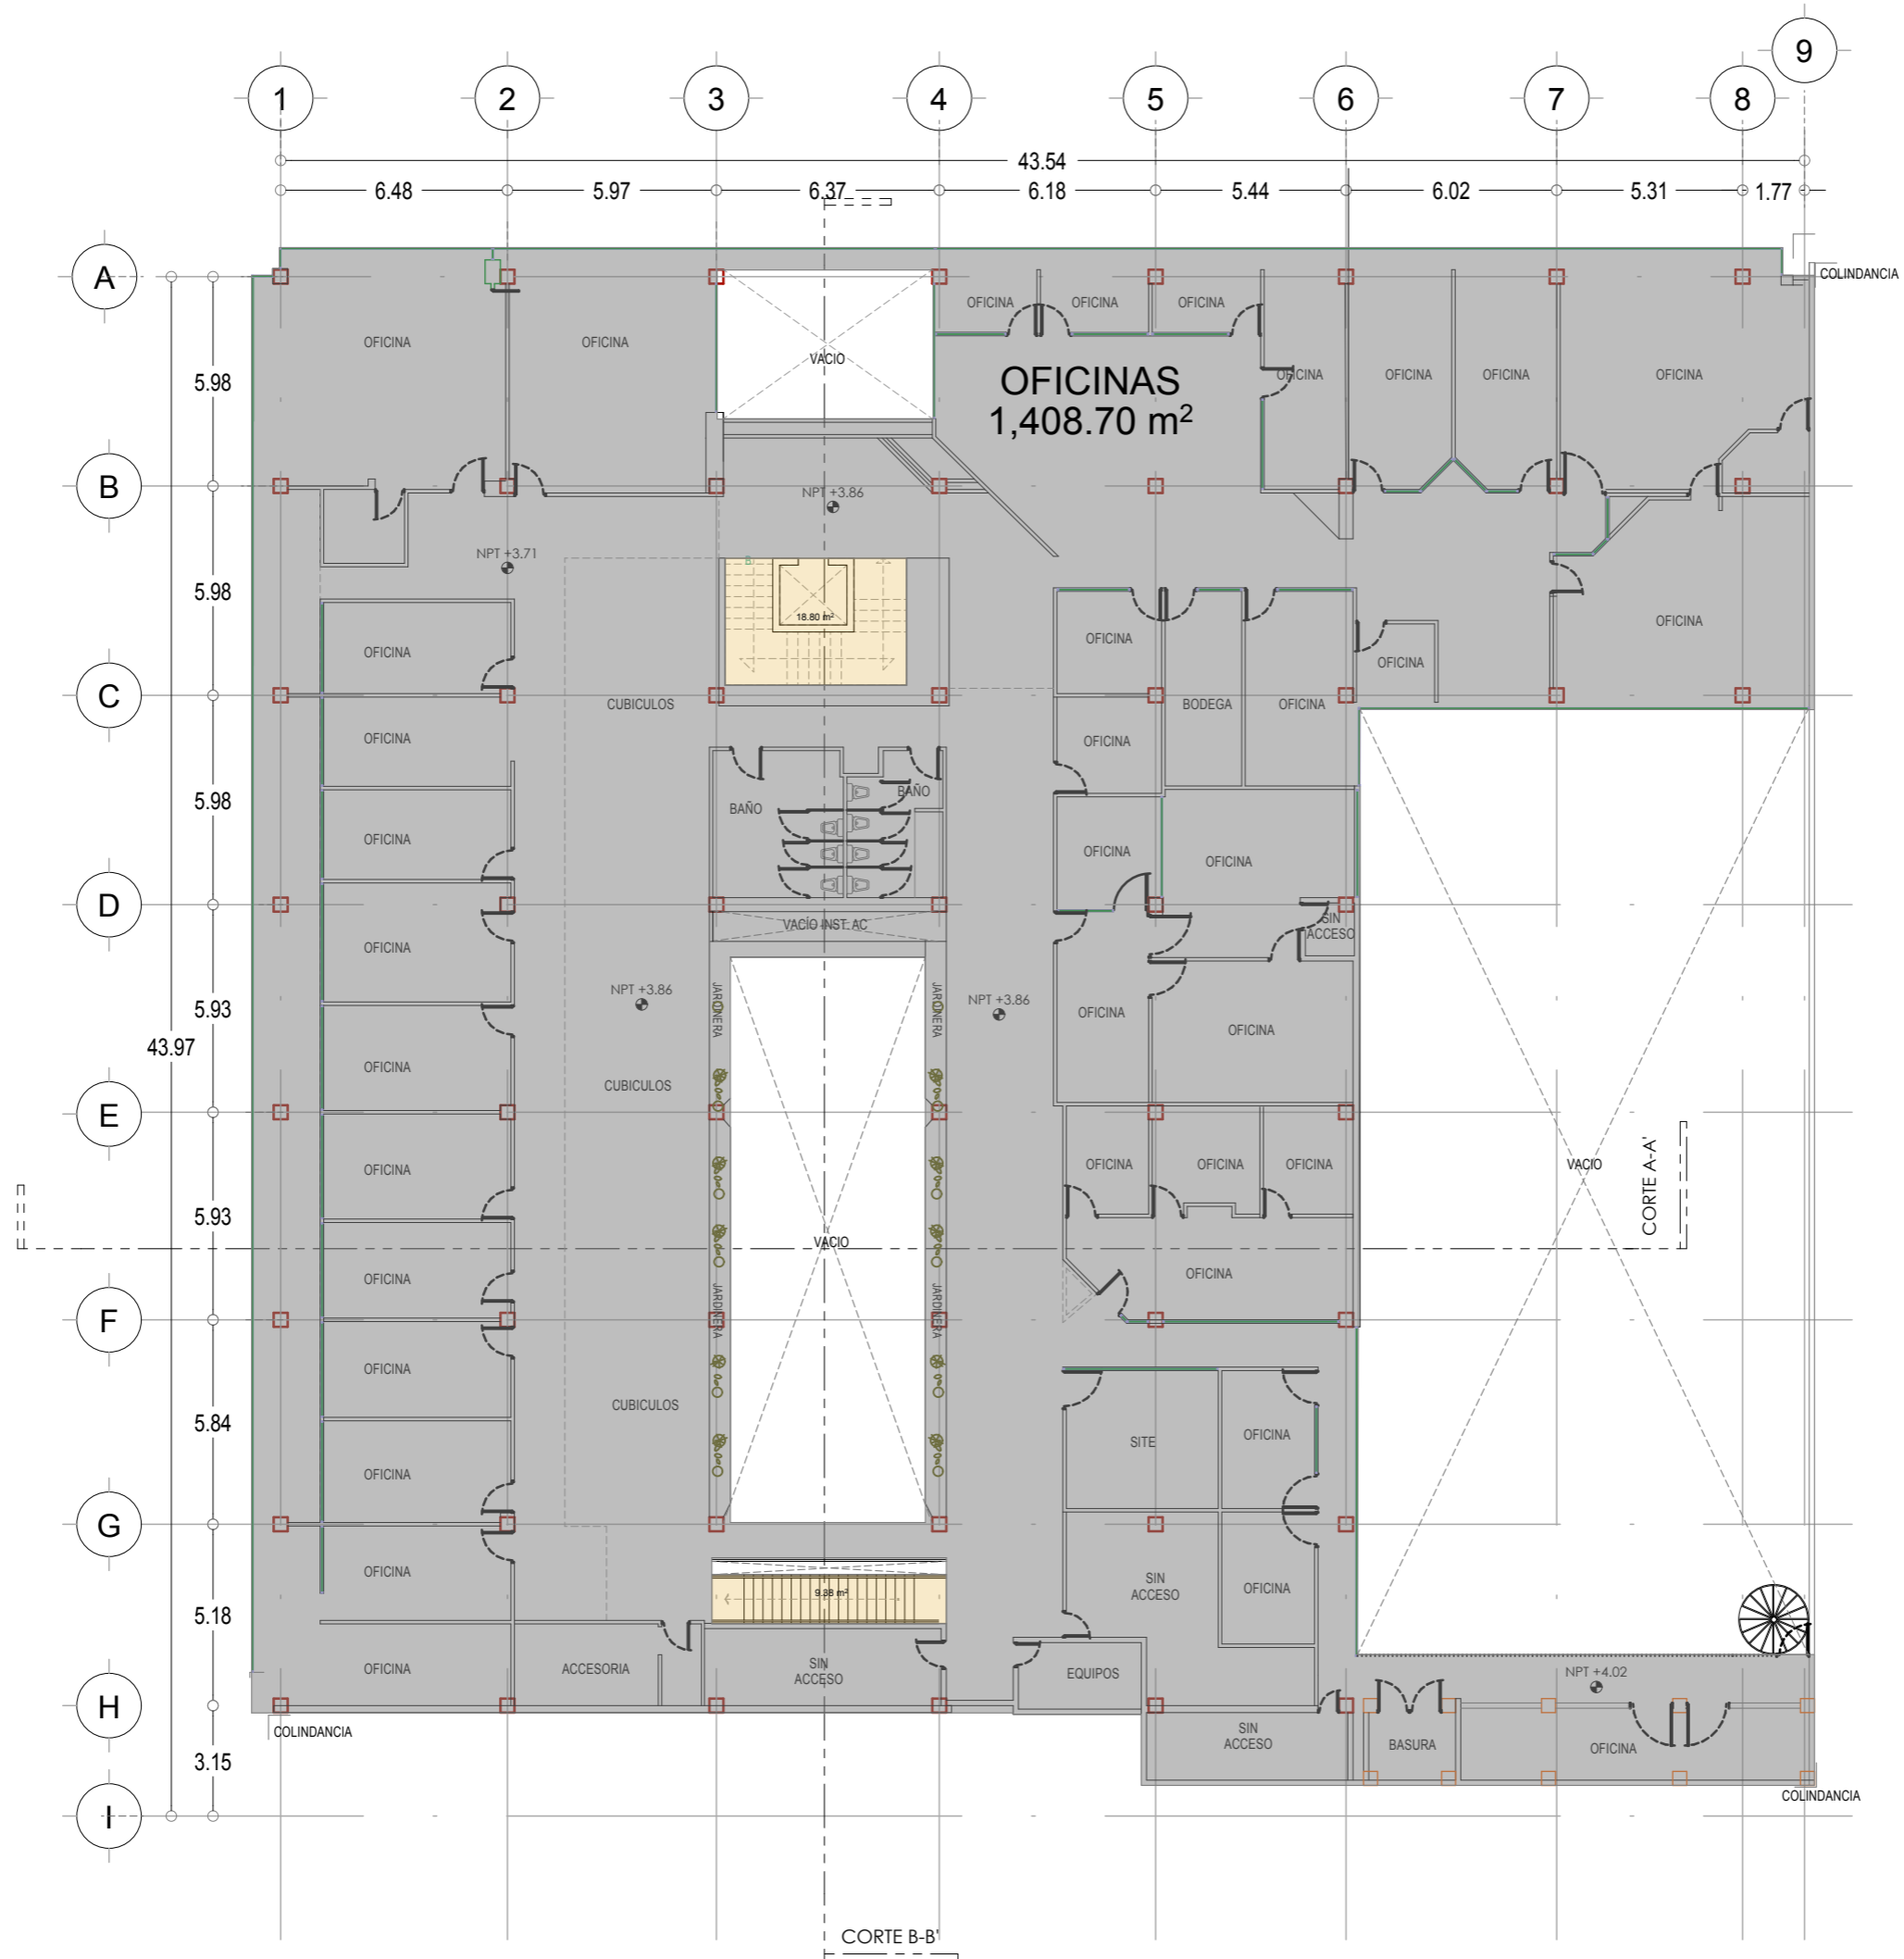 9
1 2 3 4 5 6 7 8
43.54
6.48 5.97 6.37 6.18 5.44 6.02 5.31 1.77
A
COLINDANCIA
OFICINA OFICINA OFICINA
OFICINA OFICINA VACIO OFICINA OFICINA OFICINA OFICINA
5.98
OFICINAS
1,408.70 m²
B
NPT +3.86
NPT +3.71
5.98
18.80 m²
OFICINA OFICINA OFICINA
OFICINA
C
CUBICULOS BODEGA OFICINA
OFICINA OFICINA
5.98
BAÑO BAÑO
OFICINA OFICINA OFICINA
D
VACÍO INST. AC
SIN
ACCESO
OFICINA
NPT +3.86 NPT +3.86
JARDINERA JARDINERA
5.93
OFICINA OFICINA
43.97
OFICINA CUBICULOS
E
OFICINA OFICINA OFICINA OFICINA VACIO
CORTE A-A'
5.93
VACIO
OFICINA OFICINA
F
JARDINERA JARDINERA
OFICINA
CUBICULOS
5.84
SITE OFICINA
OFICINA
G
OFICINA
SIN
ACCESO
OFICINA
9.38 m²
5.18
OFICINA ACCESORIA
SIN
ACCESO
EQUIPOS
NPT +4.02
H
COLINDANCIA
SIN
ACCESO
BASURA OFICINA
3.15
COLINDANCIA
I
CORTE B-B'